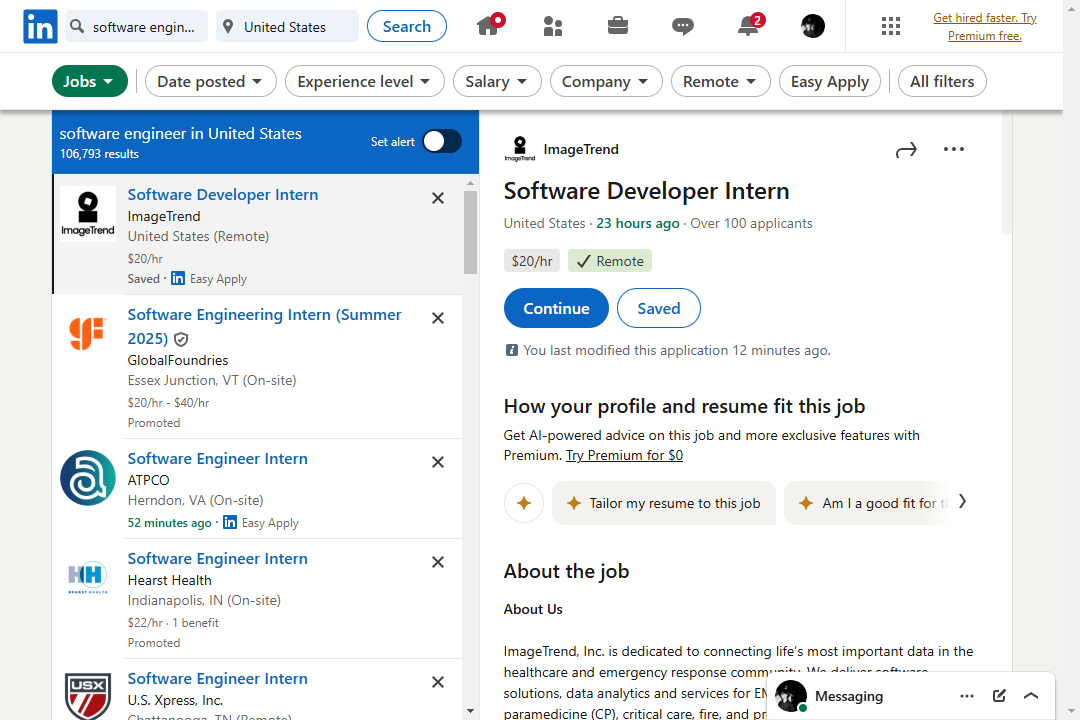 in
software engin...
United States
Search
2
Get hired faster. Try
Premium free.
Jobs
Date posted
Experience level
Salary
Company
Remote
Easy Apply
All filters
software engineer in United States
106,793 results
Set alert
ImageTrend
Software Developer Intern
ImageTrend
United States (Remote)
$20/hr
Saved · in Easy Apply
GF
Software Engineering Intern (Summer
2025)
GlobalFoundries
Essex Junction, VT (On-site)
$20/hr - $40/hr
Promoted
Software Engineer Intern
ATPCO
Herndon, VA (On-site)
52 minutes ago · in Easy Apply
HH
HEARST HEALTH
Software Engineer Intern
Hearst Health
Indianapolis, IN (On-site)
$22/hr · 1 benefit
Promoted
USX
Software Engineer Intern
U.S. Xpress, Inc.
Chattanooga, TN (Remote)
ImageTrend
ImageTrend
Software Developer Intern
United States · 23 hours ago · Over 100 applicants
$20/hr
Remote
Continue
Saved
You last modified this application 12 minutes ago.
How your profile and resume fit this job
Get AI-powered advice on this job and more exclusive features with
Premium. Try Premium for $0
Tailor my resume to this job
Am I a good fit for t
About the job
About Us
ImageTrend, Inc. is dedicated to connecting life's most important data in the
healthcare and emergency response community. We deliver software
solutions, data analytics and services for EM
paramedicine (CP), critical care, fire, and pr
Messaging